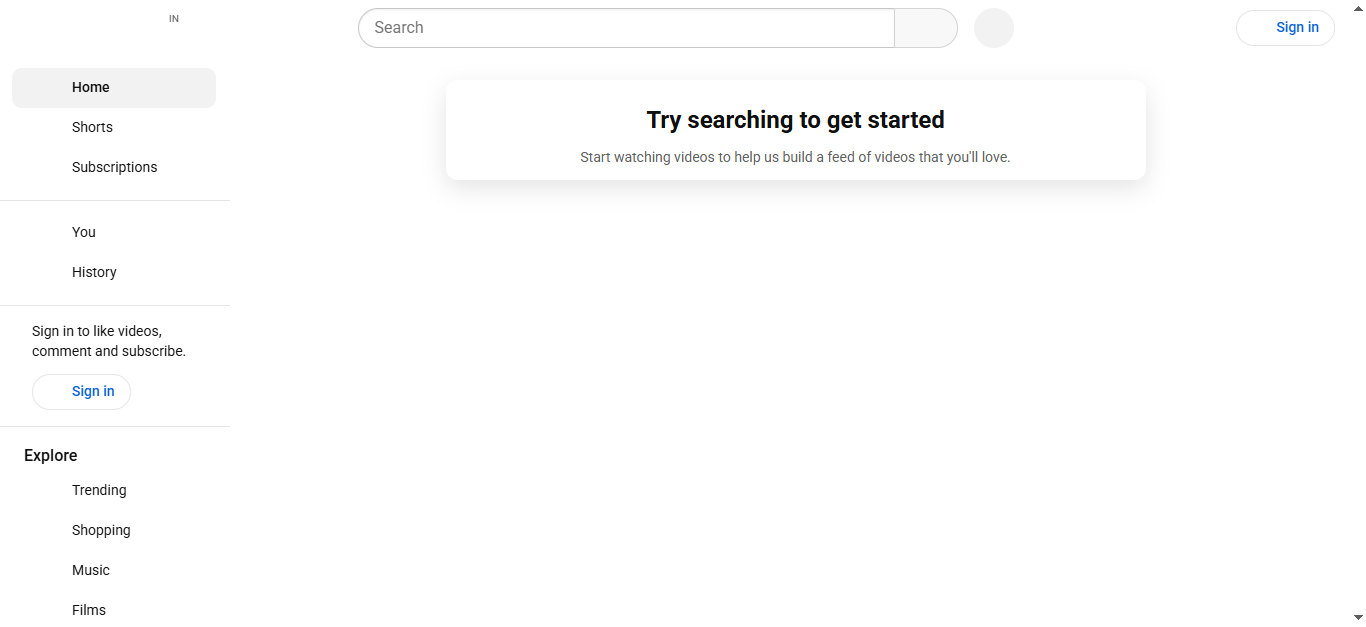 IN
Search
Sign in
Home
Shorts
Subscriptions
You
History
Sign in to like videos,
comment and subscribe.
Sign in
Explore
Trending
Shopping
Music
Films
Try searching to get started
Start watching videos to help us build a feed of videos that you'll love.